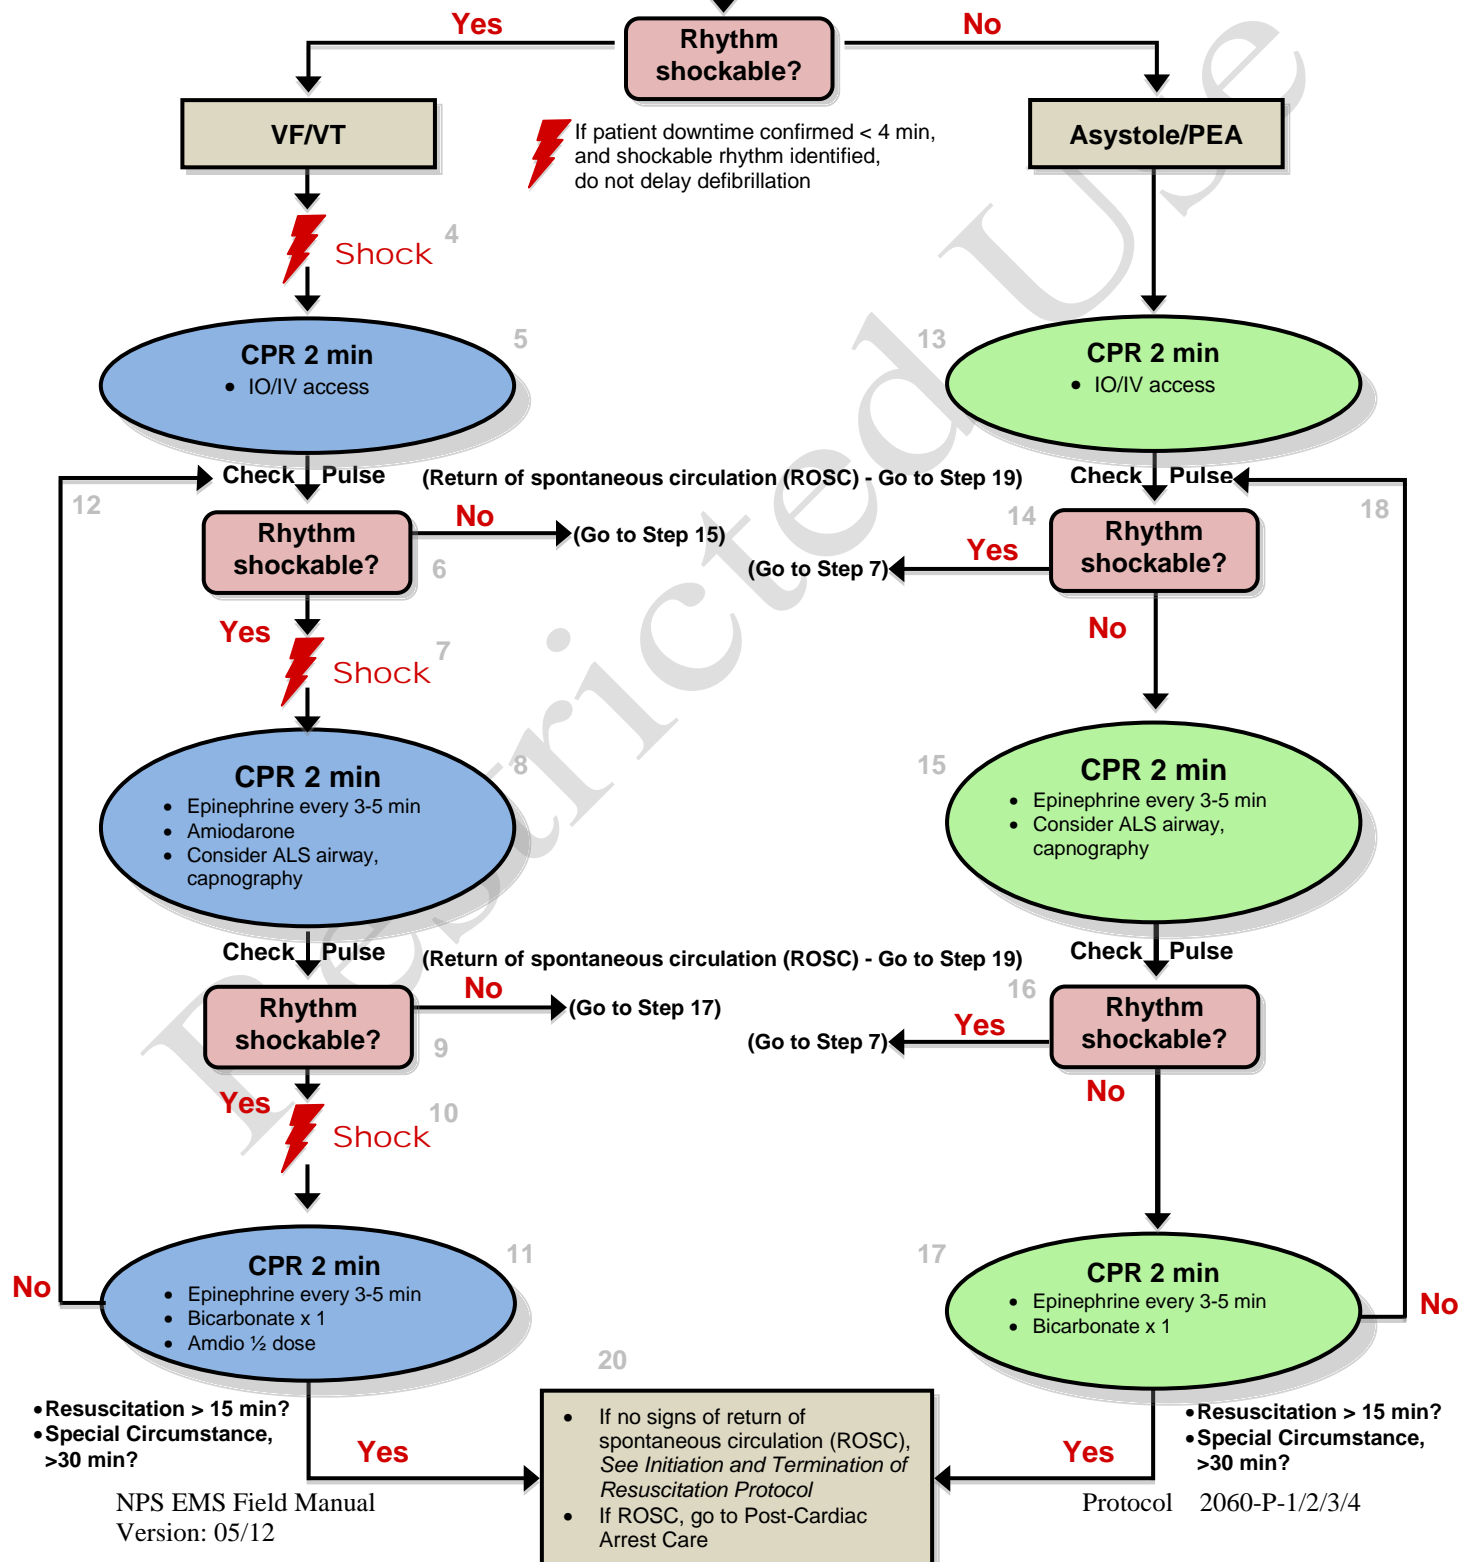 Yes
No
Rhythm
shockable?
VF/VT
If patient downtime confirmed < 4 min,
and shockable rhythm identified,
do not delay defibrillation
Asystole/PEA
Shock 4
5
CPR 2 min
• IO/IV access
13
CPR 2 min
• IO/IV access
Check Pulse
(Return of spontaneous circulation (ROSC) - Go to Step 19)
Check Pulse
12
18
Rhythm
shockable?
6
No
(Go to Step 15)
14
Rhythm
shockable?
Yes
(Go to Step 7)
Yes
No
Shock 7
8
CPR 2 min
• Epinephrine every 3-5 min
• Amiodarone
• Consider ALS airway,
capnography
15
CPR 2 min
• Epinephrine every 3-5 min
• Consider ALS airway,
capnography
Check Pulse
(Return of spontaneous circulation (ROSC) - Go to Step 19)
Check Pulse
Rhythm
shockable?
9
No
(Go to Step 17)
16
Rhythm
shockable?
Yes
(Go to Step 7)
Yes
No
Shock 10
11
CPR 2 min
• Epinephrine every 3-5 min
• Bicarbonate x 1
• Amdio ½ dose
No
17
CPR 2 min
• Epinephrine every 3-5 min
• Bicarbonate x 1
No
• Resuscitation > 15 min?
• Special Circumstance,
>30 min?
Yes
20
• If no signs of return of
spontaneous circulation (ROSC),
See Initiation and Termination of
Resuscitation Protocol
• If ROSC, go to Post-Cardiac
Arrest Care
Yes
• Resuscitation > 15 min?
• Special Circumstance,
>30 min?
NPS EMS Field Manual
Version: 05/12
Protocol 2060-P-1/2/3/4
Restricted Use